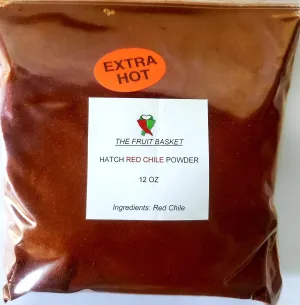 EXTRA
HOT
THE FRUIT BASKET
HATCH RED CHILE POWDER
12 OZ
Ingredients: Red Chile